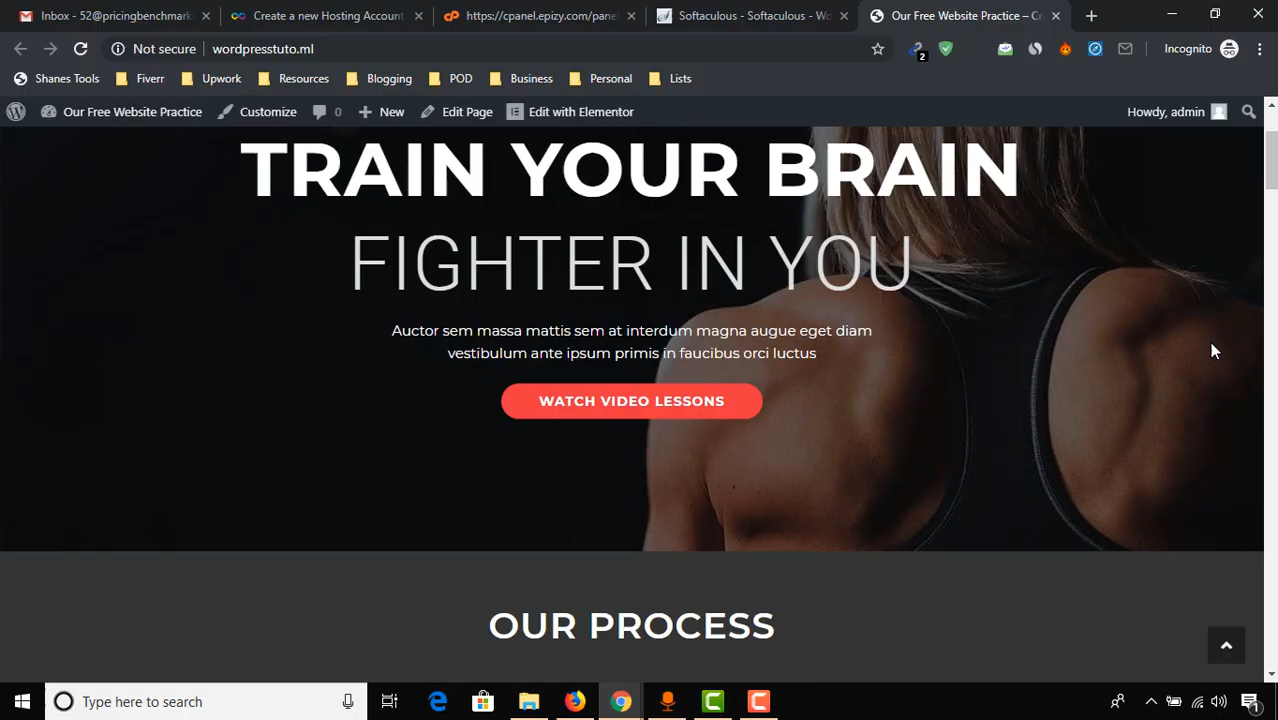 Inbox - 52@pricingbenchmark
Create a new Hosting Account
https://cpanel.epizy.com/pane
Softaculous - Softaculous - Wo
Our Free Website Practice – C
Not secure
wordpresstuto.ml
2
Incognito
Shanes Tools
Fiverr
Upwork
Resources
Blogging
POD
Business
Personal
Lists
Our Free Website Practice
Customize
0
New
Edit Page
Edit with Elementor
Howdy, admin
TRAIN YOUR BRAIN
FIGHTER IN YOU
Auctor sem massa mattis sem at interdum magna augue eget diam
vestibulum ante ipsum primis in faucibus orci luctus
WATCH VIDEO LESSONS
OUR PROCESS
Type here to search
1